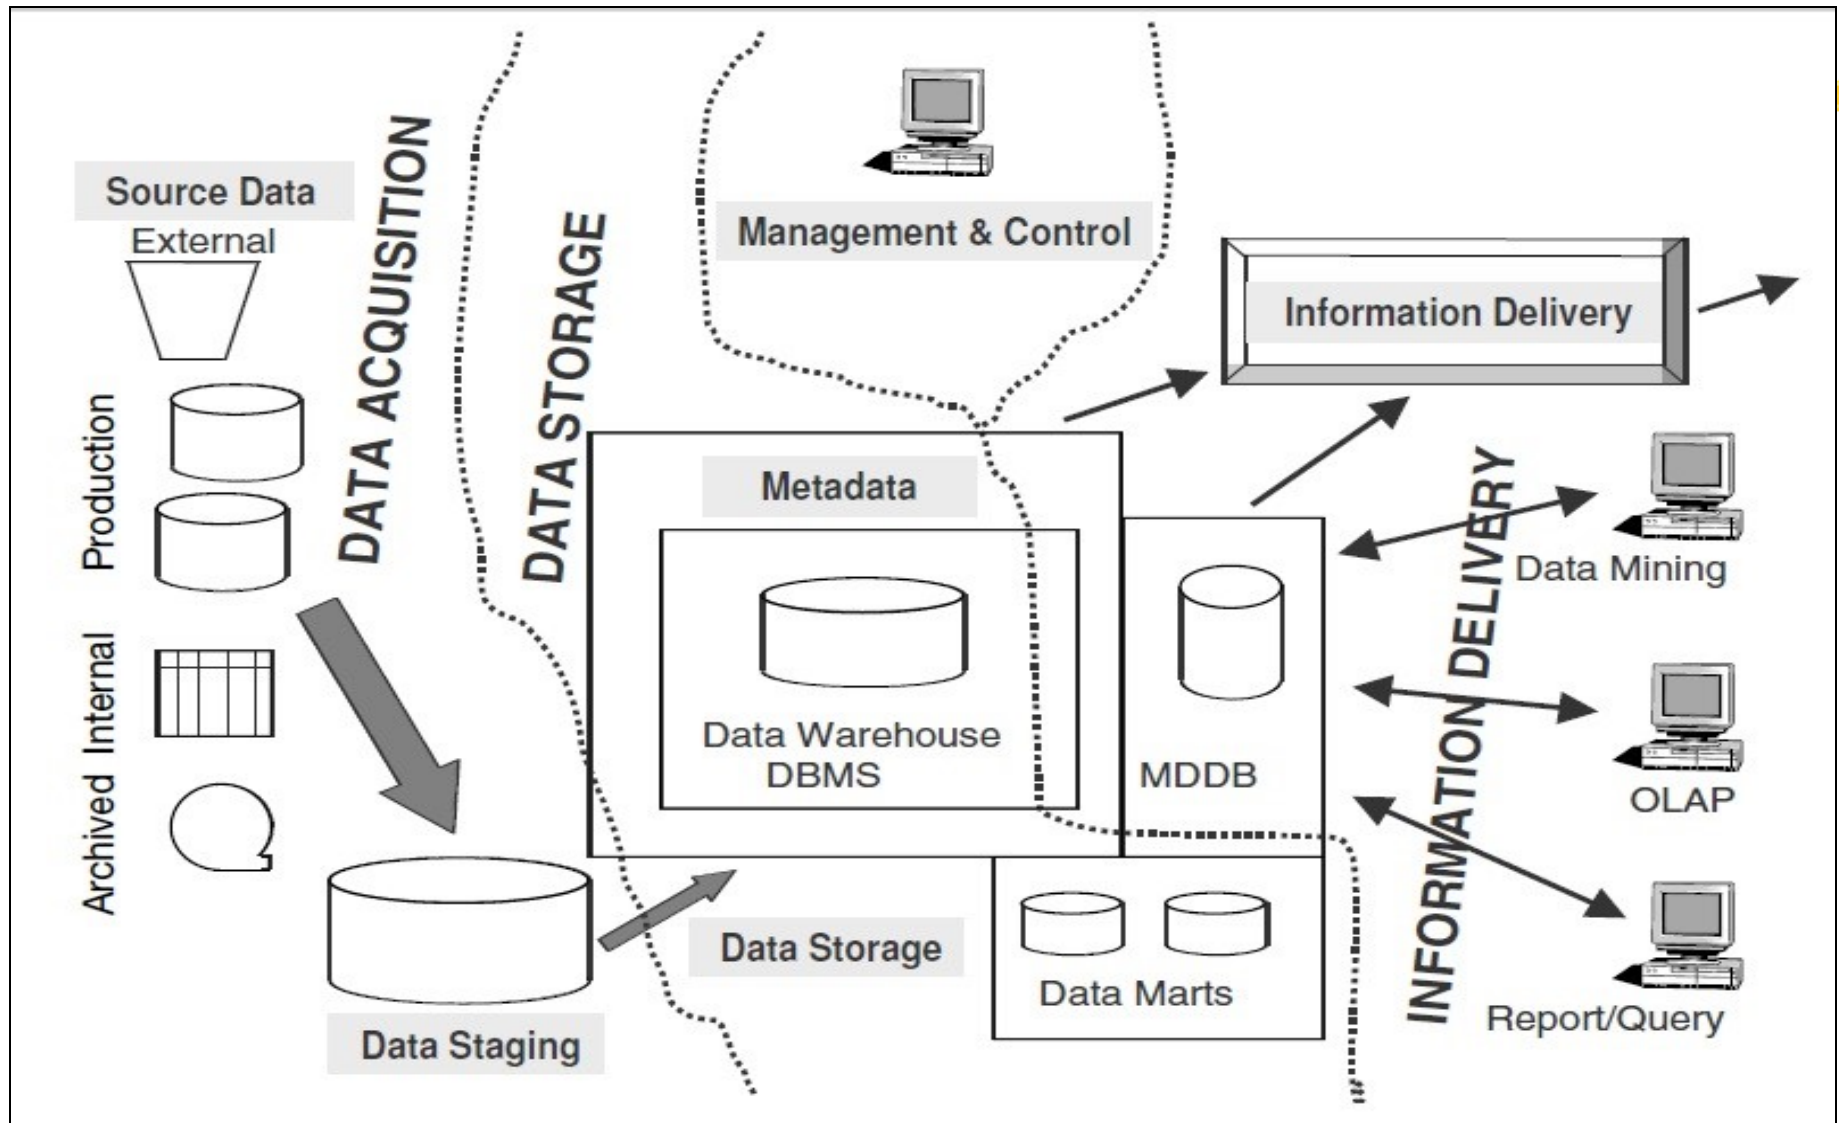 Source Data
External
Production
Internal
Archived
DATA ACQUISITION
Data Staging
DATA STORAGE
Management & Control
Metadata
Data Warehouse
DBMS
MDDB
Data Storage
Data Marts
Information Delivery
INFORMATION DELIVERY
Data Mining
OLAP
Report/Query